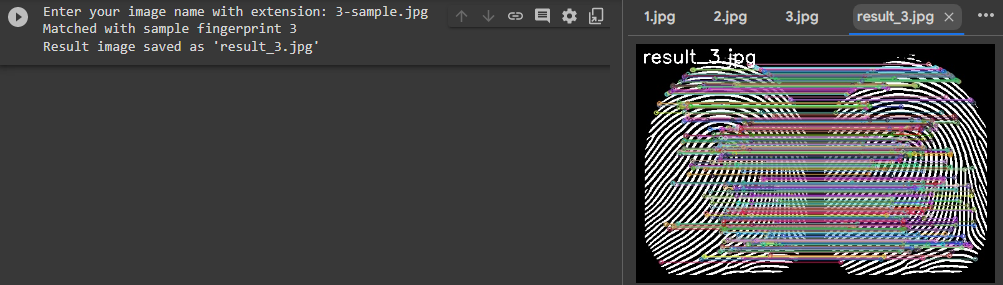 Enter your image name with extension: 3-sample.jpg
Matched with sample fingerprint 3
Result image saved as 'result_3.jpg'
1.jpg 2.jpg 3.jpg result_3.jpg
result_3.jpg